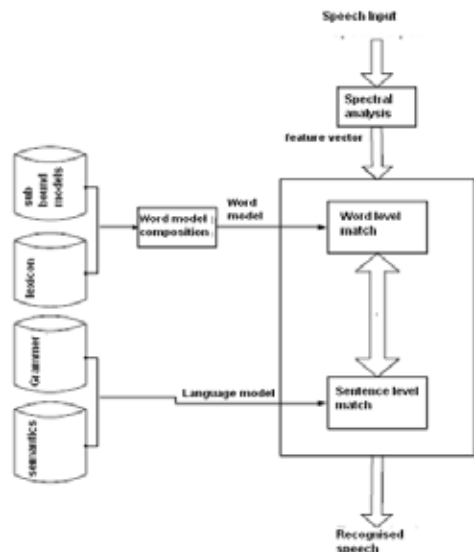 Speech Input
Spectral
analysis
feature vector
sub
bound
models
Word model
composition
Word
model
Word level
match
lexicon
Grammer
Language model
Sentence level
match
semantics
Recognised
speech